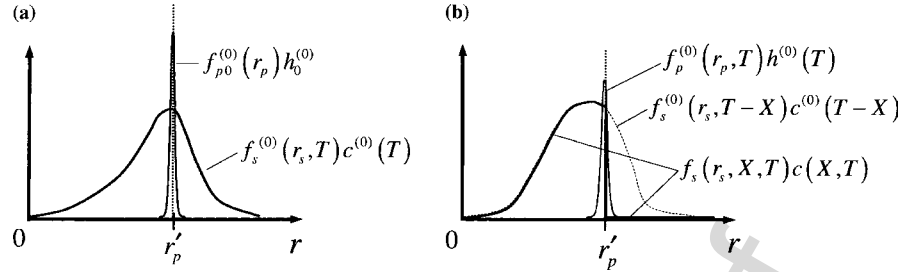 (a)
f_{p0}^{(0)}(r_p)h_0^{(0)}
f_s^{(0)}(r_s,T)c^{(0)}(T)
0
r'_p
r
(b)
f_p^{(0)}(r_p,T)h^{(0)}(T)
f_s^{(0)}(r_s,T-X)c^{(0)}(T-X)
f_s(r_s,X,T)c(X,T)
0
r'_p
r